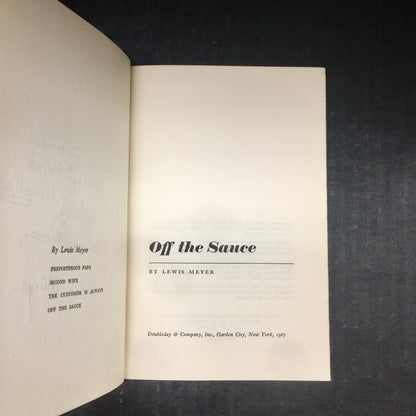 By Lewis Meyer
PREPOSTEROUS PAPA
SECOND WIFE
THE CUSTOMER IS ALWAYS
OFF THE SAUCE
Off the Sauce
BY LEWIS MEYER
Doubleday & Company, Inc., Garden City, New York, 1967